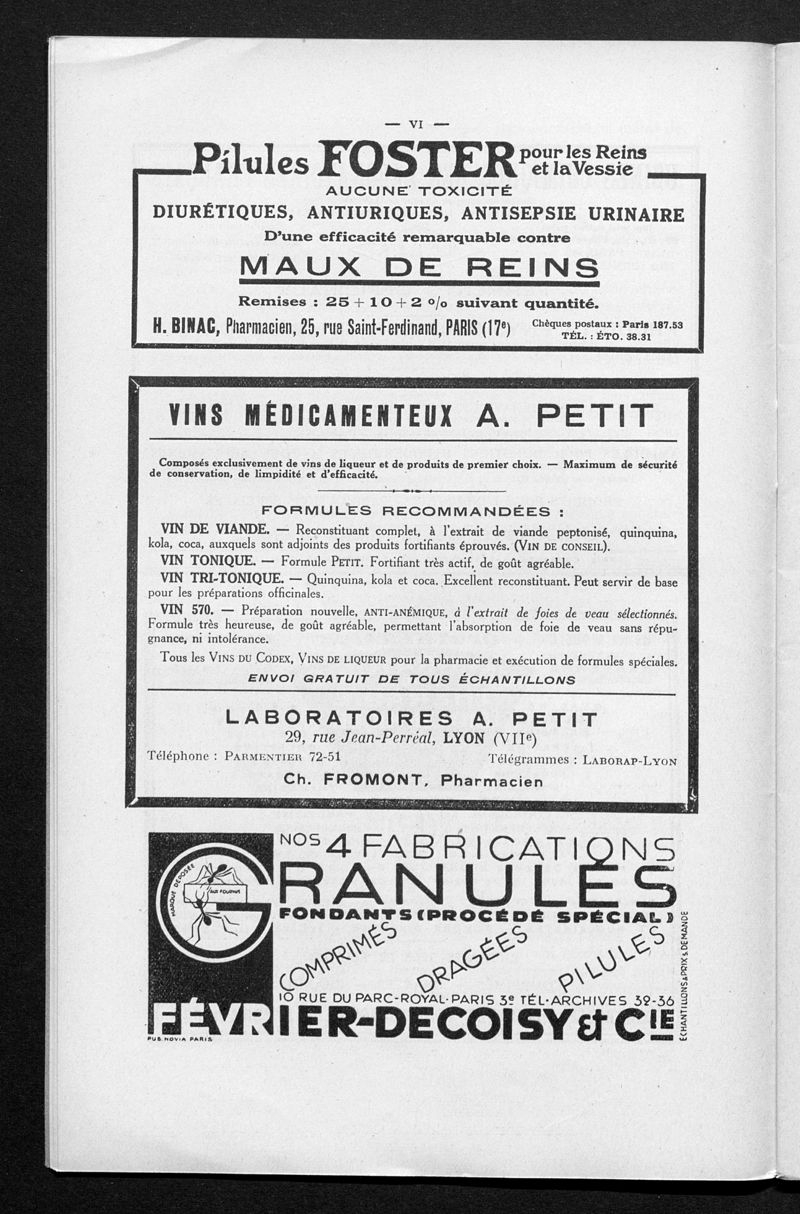 — VI —
Pilules FOSTER pour les Reins et la Vessie
AUCUNE TOXICITÉ
DIURÉTIQUES, ANTIURIQUES, ANTISEPSIE URINAIRE
D'une efficacité remarquable contre
MAUX DE REINS
Remises : 25 + 10 + 2 % suivant quantité.
H. BINAC, Pharmacien, 25, rue Saint-Ferdinand, PARIS (17e)
Chèques postaux : Paris 187.53
TÉL. : ÉTO. 38.31
VINS MÉDICAMENTEUX A. PETIT
Composés exclusivement de vins de liqueur et de produits de premier choix. — Maximum de sécurité
de conservation, de limpidité et d'efficacité.
FORMULES RECOMMANDÉES :
VIN DE VIANDE. — Reconstituant complet, à l'extrait de viande peptonisé, quinquina,
kola, coca, auxquels sont adjoints des produits fortifiants éprouvés. (VIN DE CONSEIL).
VIN TONIQUE. — Formule PETIT. Fortifiant très actif, de goût agréable.
VIN TRI-TONIQUE. — Quinquina, kola et coca. Excellent reconstituant. Peut servir de base
pour les préparations officinales.
VIN 570. — Préparation nouvelle, ANTI-ANÉMIQUE, à l'extrait de foies de veau sélectionnés.
Formule très heureuse, de goût agréable, permettant l'absorption de foie de veau sans répu-
gnance, ni intolérance.
Tous les VINS DU CODEX, VINS DE LIQUEUR pour la pharmacie et exécution de formules spéciales.
ENVOI GRATUIT DE TOUS ÉCHANTILLONS
LABORATOIRES A. PETIT
29, rue Jean-Perréal, LYON (VIIe)
Téléphone : PARMENTIER 72-51
Télégrammes : LABORAP-LYON
Ch. FROMONT, Pharmacien
NOS 4 FABRICATIONS
GRANULES
MARQUE DÉPOSÉE
AUX FOURMIS
FONDANTS (PROCÉDÉ SPÉCIAL)
COMPRIMÉS
DRAGÉES
PILULES
10 RUE DU PARC-ROYAL·PARIS 3e TÉL·ARCHIVES 39-36
FÉVRIER-DECOISY & CIE
ECHANTILLONS & PRIX & DEMANDE
PUB. NOVIA PARIS